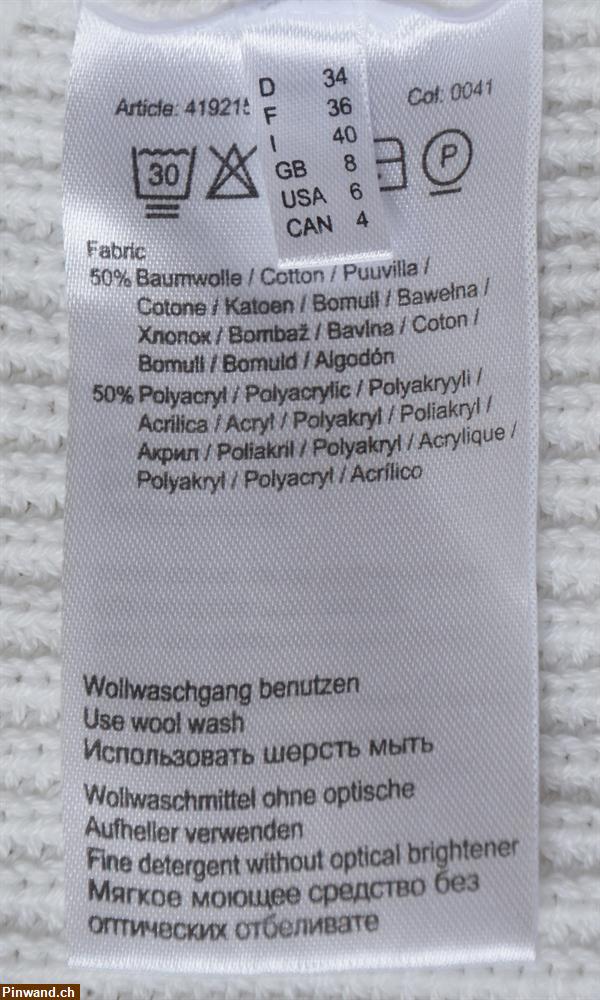 Article: 419215
Col: 0041
D 34
F 36
I 40
GB 8
USA 6
CAN 4
30
P
Fabric
50% Baumwolle / Cotton / Puuvilla /
Cotone / Katoen / Bomull / Bawełna /
Хлопок / Bombaž / Bavlna / Coton /
Bomull / Bomuld / Algodón
50% Polyacryl / Polyacrylic / Polyakryyli /
Acrilica / Acryl / Polyakryl / Poliakryl /
Акрил / Poliakril / Polyakryl / Acrylique /
Polyakryl / Polyacryl / Acrílico
Wollwaschgang benutzen
Use wool wash
Использовать шерсть мыть
Wollwaschmittel ohne optische
Aufheller verwenden
Fine detergent without optical brightener
Мягкое моющее средство без
оптических отбеливате
Pinwand.ch